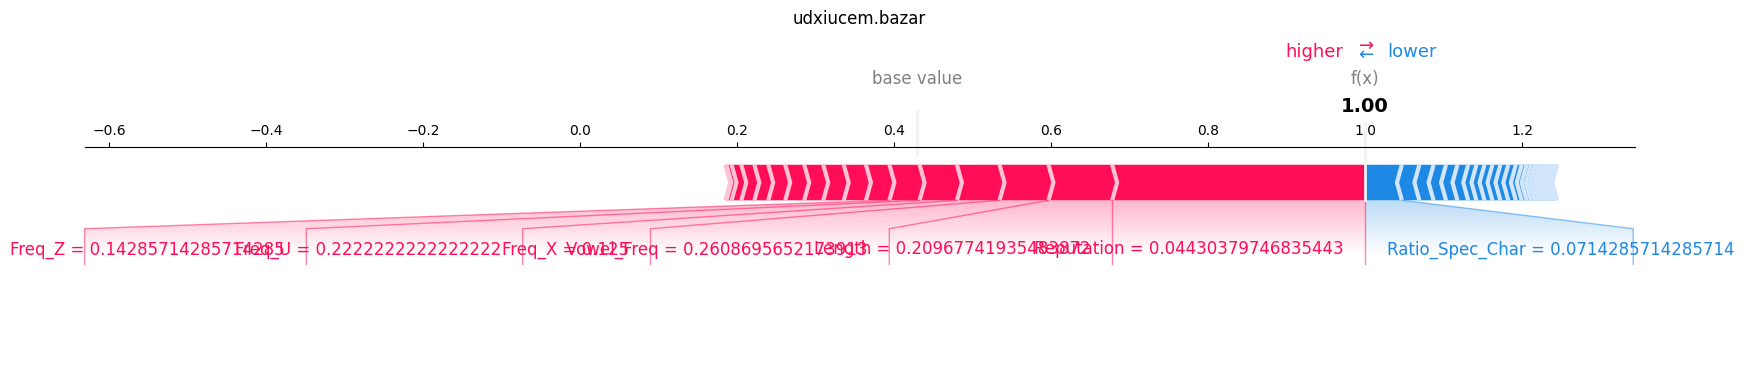 udxiucem.bazar
higher ⇄ lower
base value f(x)
1.00
−0.6 −0.4 −0.2 0.0 0.2 0.4 0.6 0.8 1.0 1.2
Freq_Z = 0.14285714285714285 Freq_U = 0.2222222222222222 Freq_X = 0.125 Vowel_Freq = 0.2608695652173913 Length = 0.20967741935483872 Reputation = 0.04430379746835443 Ratio_Spec_Char = 0.0714285714285714